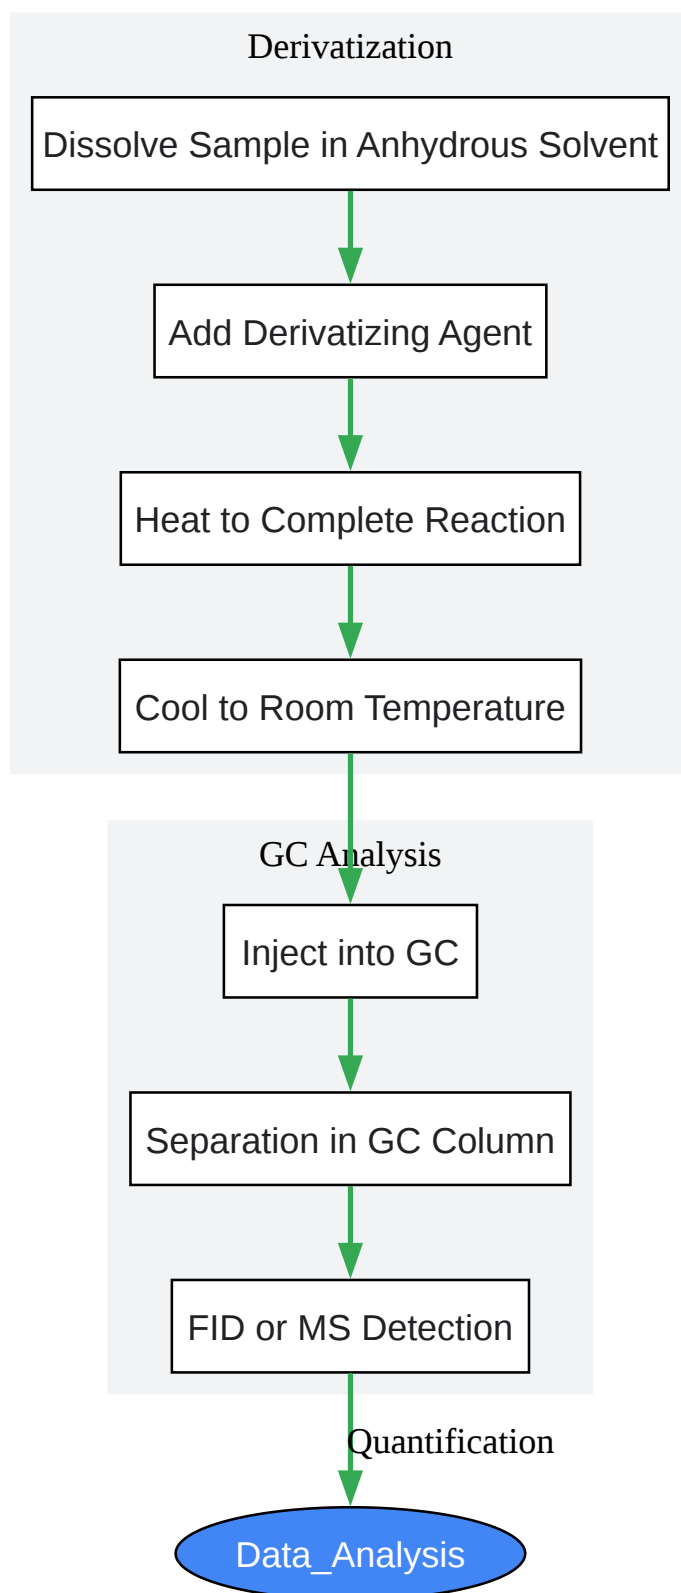 Derivatization
Dissolve Sample in Anhydrous Solvent
Add Derivatizing Agent
Heat to Complete Reaction
Cool to Room Temperature
GC Analysis
Inject into GC
Separation in GC Column
FID or MS Detection
Quantification
Data_Analysis